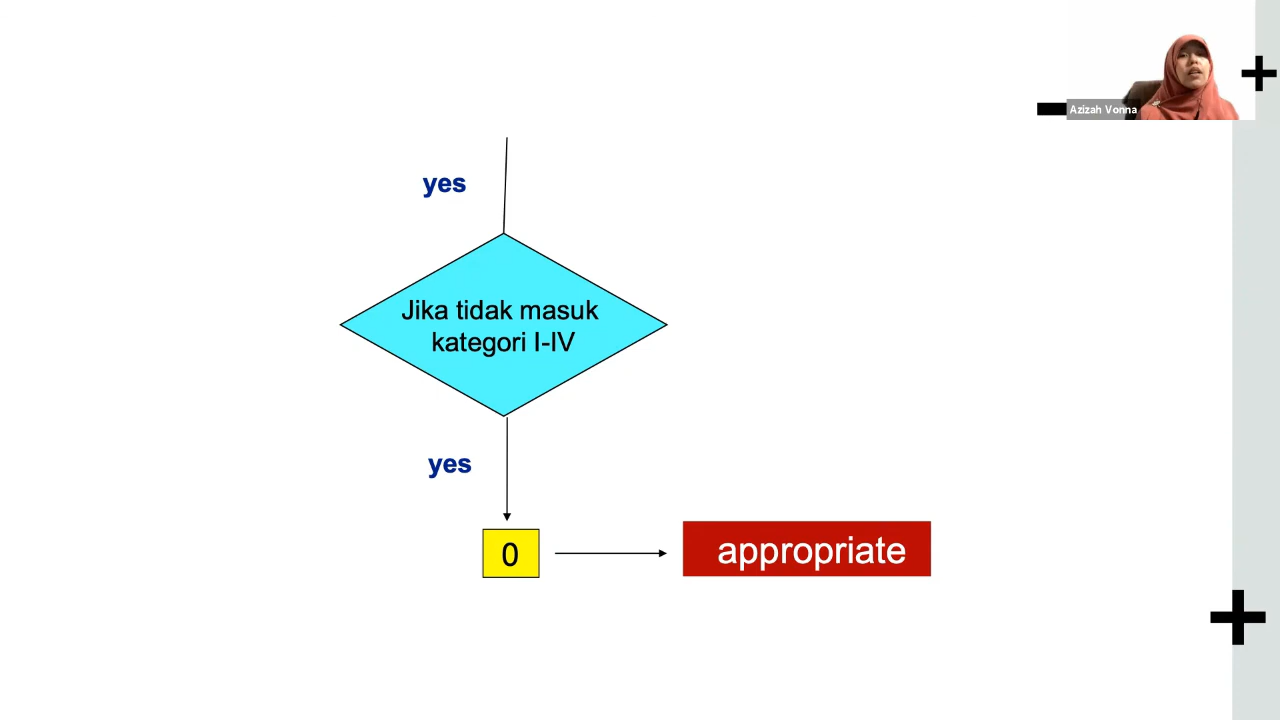 Azizah Vonna
yes
Jika tidak masuk
kategori I-IV
yes
0
appropriate